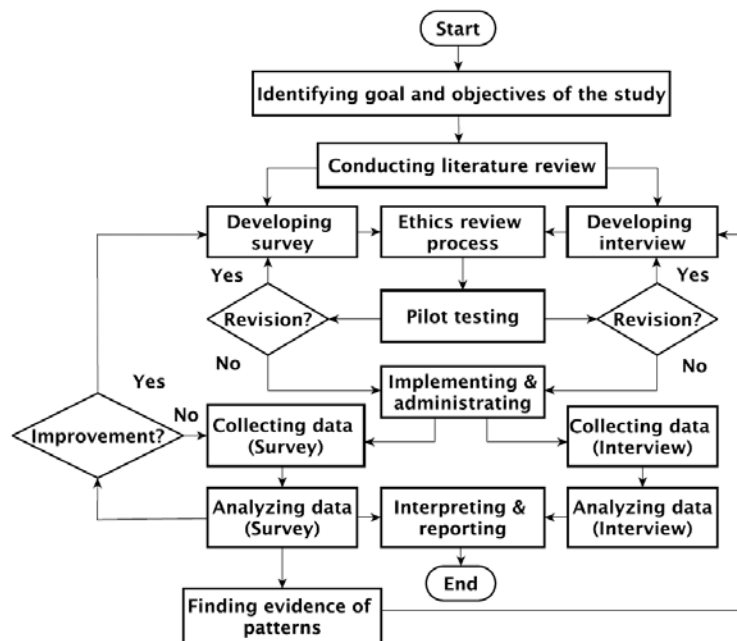 Start
Identifying goal and objectives of the study
Conducting literature review
Developing
survey
Ethics review
process
Developing
interview
Yes
Yes
Revision?
Pilot testing
Revision?
No
No
Implementing &
administrating
Yes
No
Improvement?
Collecting data
(Survey)
Collecting data
(Interview)
Analyzing data
(Survey)
Interpreting &
reporting
Analyzing data
(Interview)
End
Finding evidence of
patterns